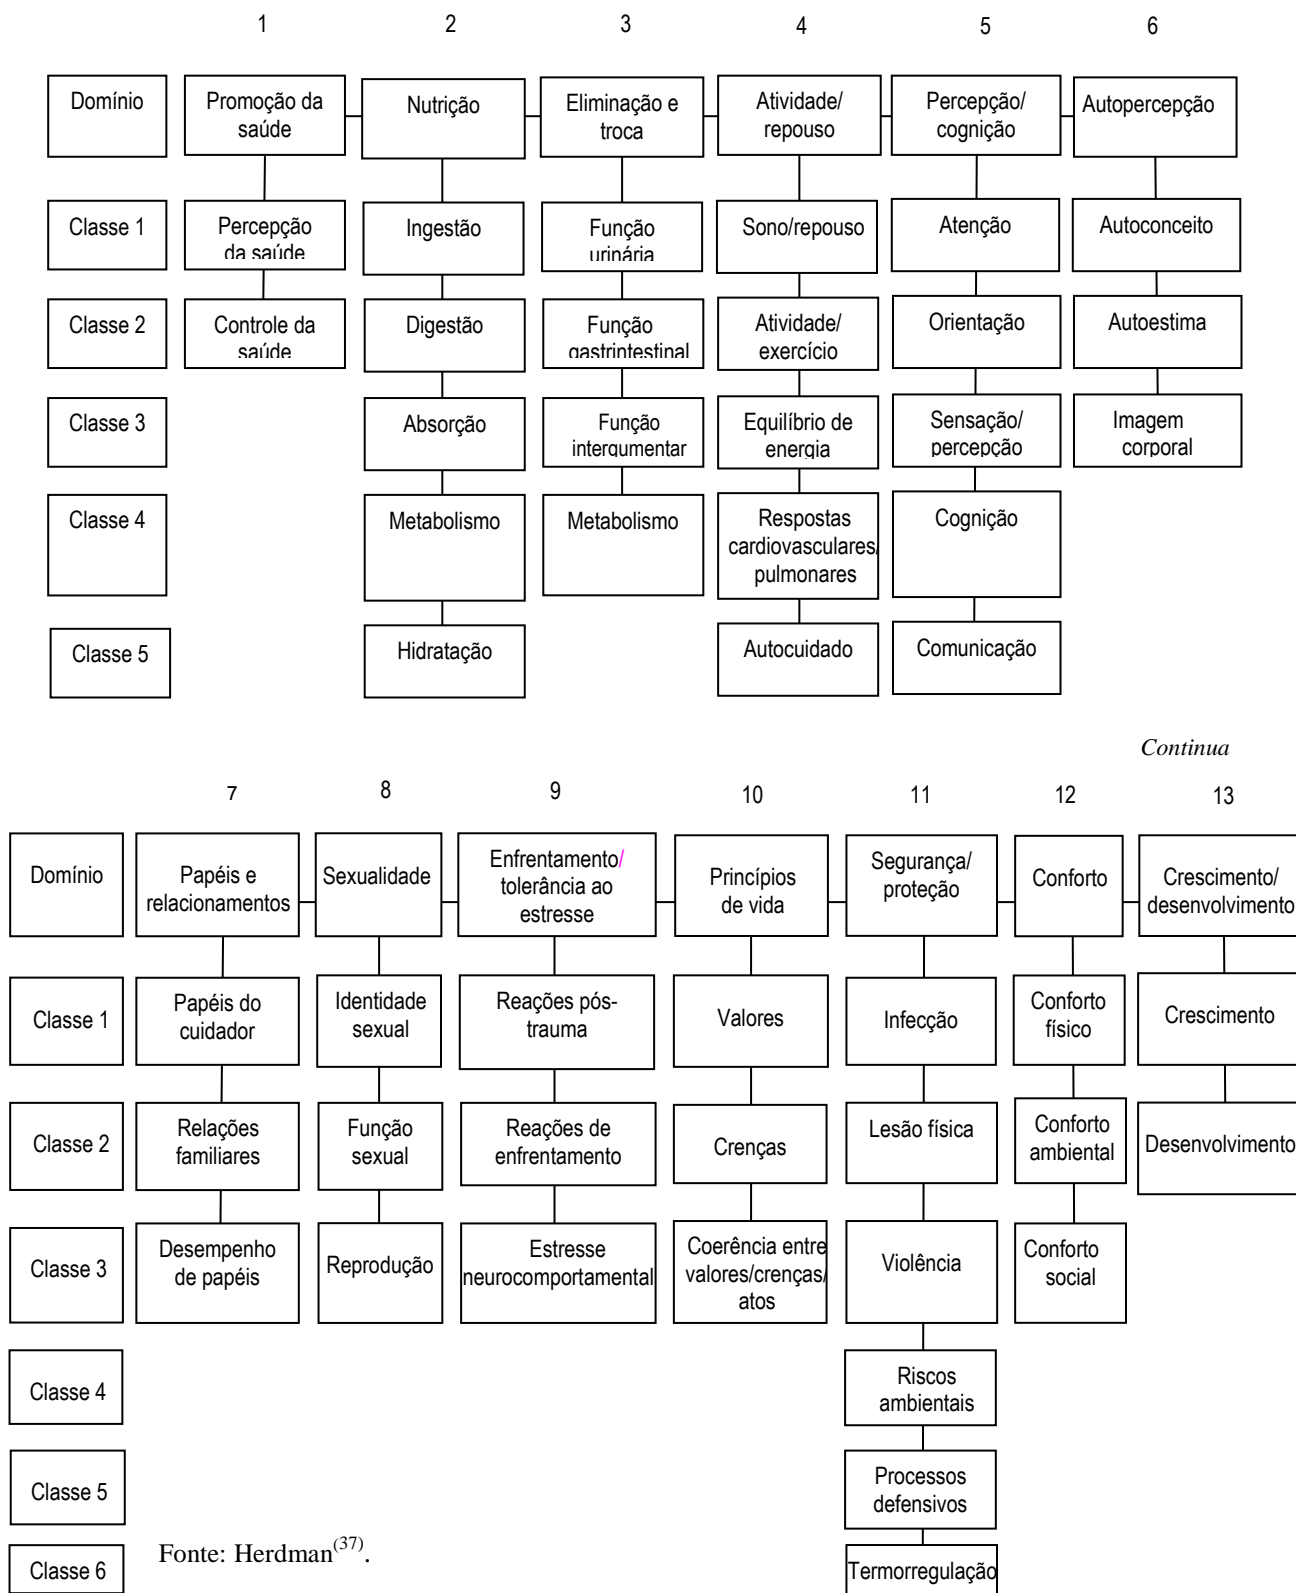 1 2 3 4 5 6
Domínio
Promoção da
saúde
Nutrição
Eliminação e
troca
Atividade/
repouso
Percepção/
cognição
Autopercepção
Classe 1
Percepção
da saúde
Ingestão
Função
urinária
Sono/repouso
Atenção
Autoconceito
Classe 2
Controle da
saúde
Digestão
Função
gastrintestinal
Atividade/
exercício
Orientação
Autoestima
Classe 3
Absorção
Função
intergumentar
Equilíbrio de
energia
Sensação/
percepção
Imagem
corporal
Classe 4
Metabolismo
Metabolismo
Respostas
cardiovasculares/
pulmonares
Cognição
Classe 5
Hidratação
Autocuidado
Comunicação
Continua
7 8 9 10 11 12 13
Domínio
Papéis e
relacionamentos
Sexualidade
Enfrentamento/
tolerância ao
estresse
Princípios
de vida
Segurança/
proteção
Conforto
Crescimento/
desenvolvimento
Classe 1
Papéis do
cuidador
Identidade
sexual
Reações pós-
trauma
Valores
Infecção
Conforto
físico
Crescimento
Classe 2
Relações
familiares
Função
sexual
Reações de
enfrentamento
Crenças
Lesão física
Conforto
ambiental
Desenvolvimento
Classe 3
Desempenho
de papéis
Reprodução
Estresse
neurocomportamental
Coerência entre
valores/crenças/
atos
Violência
Conforto
social
Classe 4
Riscos
ambientais
Classe 5
Processos
defensivos
Classe 6
Termorregulação
Fonte: Herdman(37).